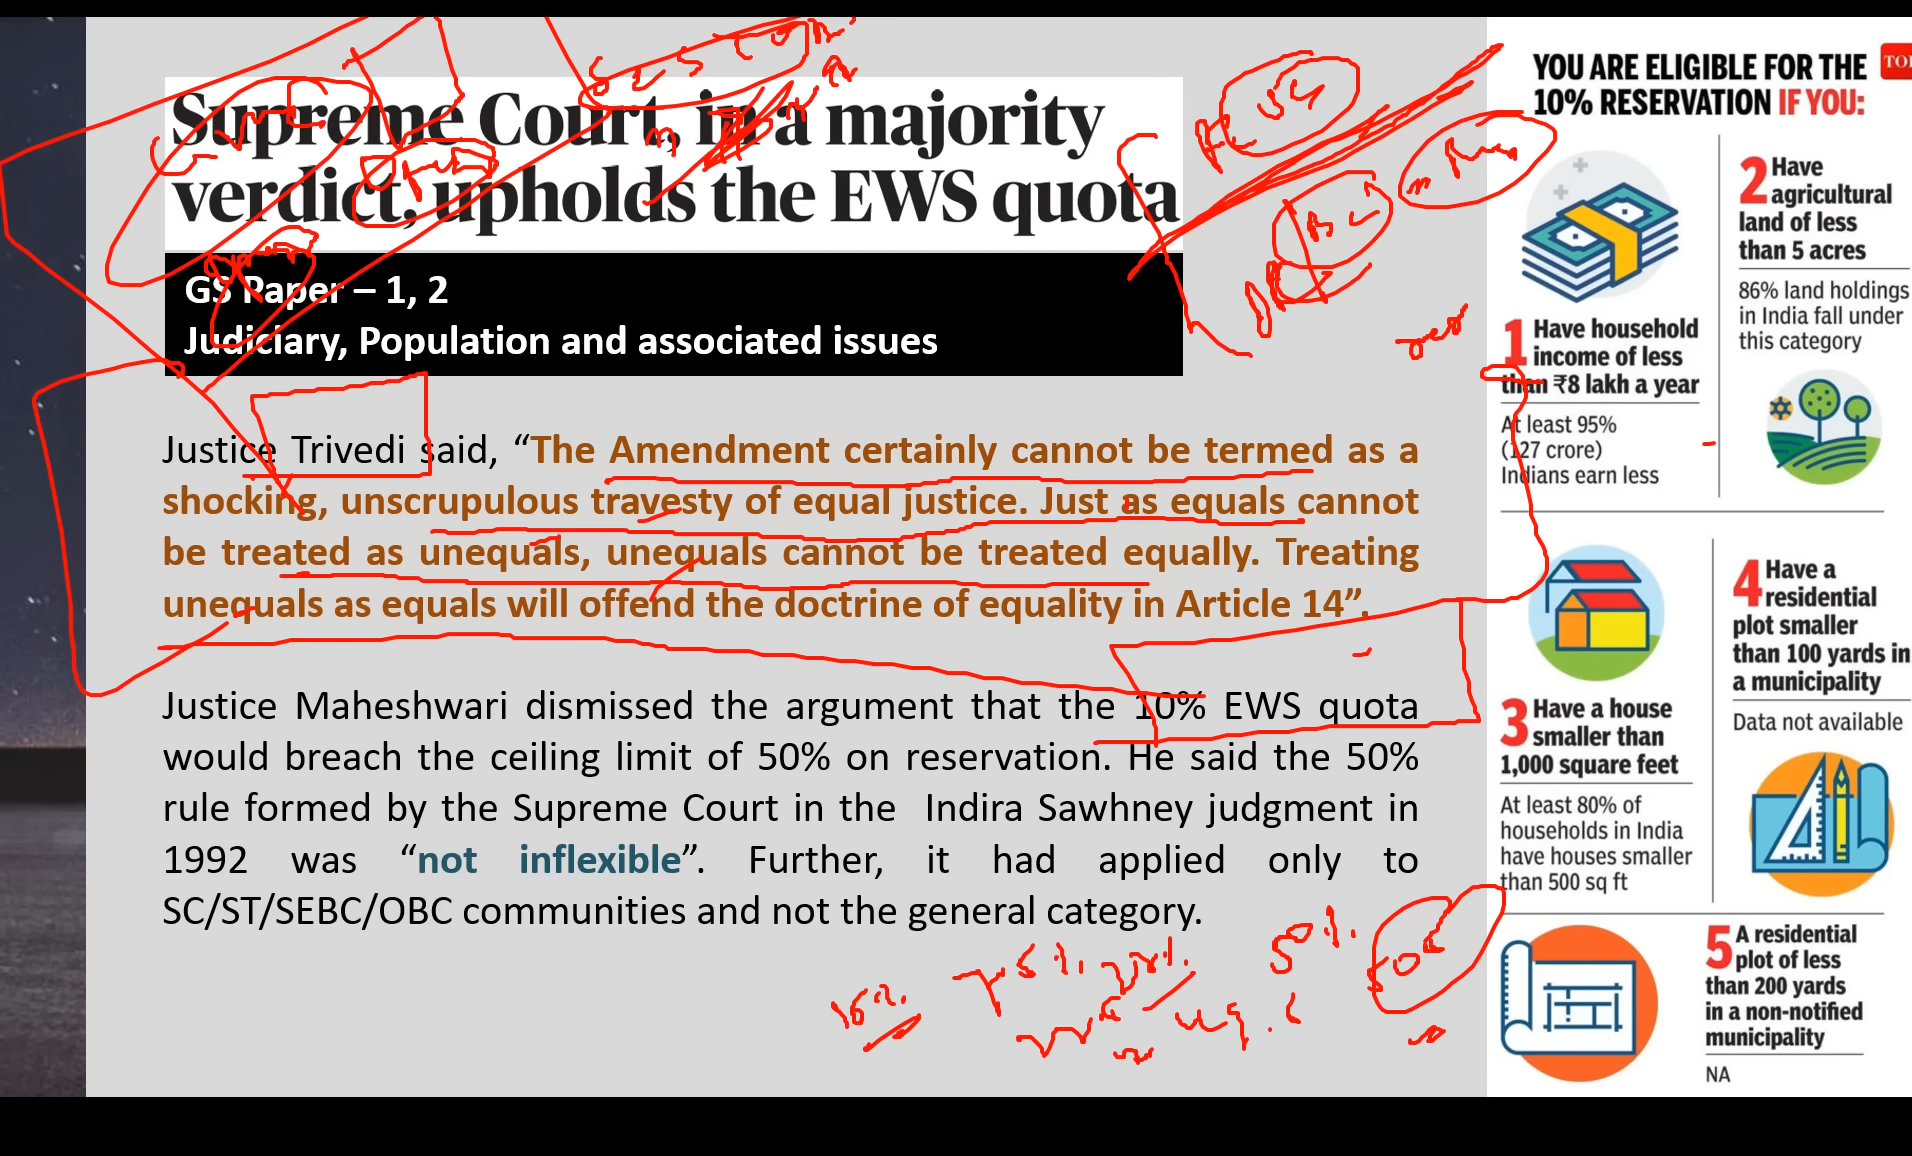 Supreme Court, in a majority
verdict, upholds the EWS quota
GS Paper – 1, 2
Judiciary, Population and associated issues
Justice Trivedi said, “The Amendment certainly cannot be termed as a
shocking, unscrupulous travesty of equal justice. Just as equals cannot
be treated as unequals, unequals cannot be treated equally. Treating
unequals as equals will offend the doctrine of equality in Article 14”.
Justice Maheshwari dismissed the argument that the 10% EWS quota
would breach the ceiling limit of 50% on reservation. He said the 50%
rule formed by the Supreme Court in the Indira Sawhney judgment in
1992 was “not inflexible”. Further, it had applied only to
SC/ST/SEBC/OBC communities and not the general category.
YOU ARE ELIGIBLE FOR THE
10% RESERVATION IF YOU:
1 Have household
income of less
than ₹8 lakh a year
At least 95%
(127 crore)
Indians earn less
2 Have
agricultural
land of less
than 5 acres
86% land holdings
in India fall under
this category
3 Have a house
smaller than
1,000 square feet
At least 80% of
households in India
have houses smaller
than 500 sq ft
4 Have a
residential
plot smaller
than 100 yards in
a municipality
Data not available
5 A residential
plot of less
than 200 yards
in a non-notified
municipality
NA